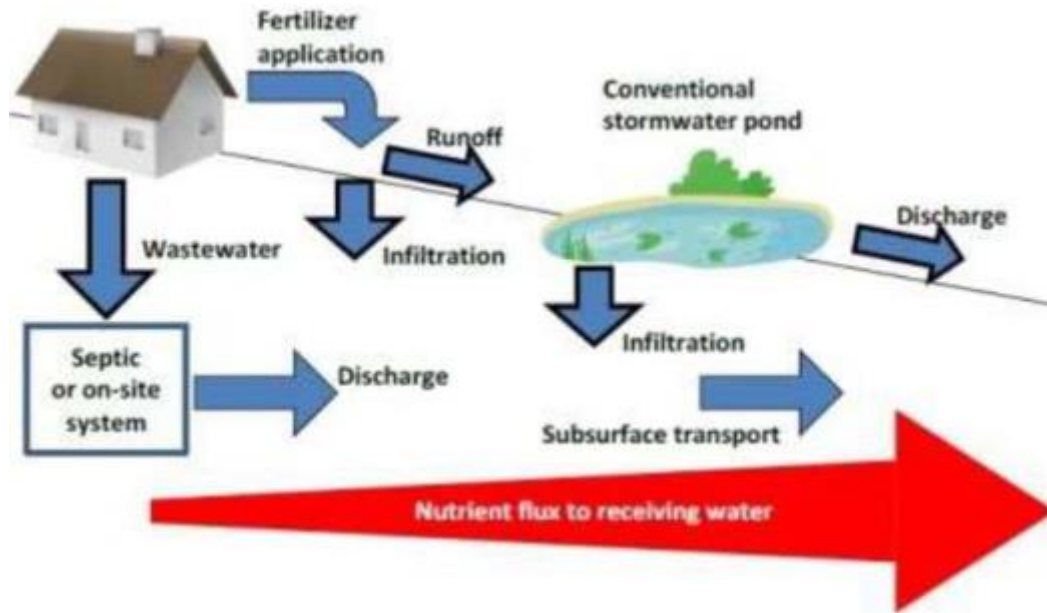 Fertilizer
application
Conventional
stormwater pond
Runoff
Discharge
Wastewater
Infiltration
Infiltration
Septic
or on-site
system
Discharge
Subsurface transport
Nutrient flux to receiving water